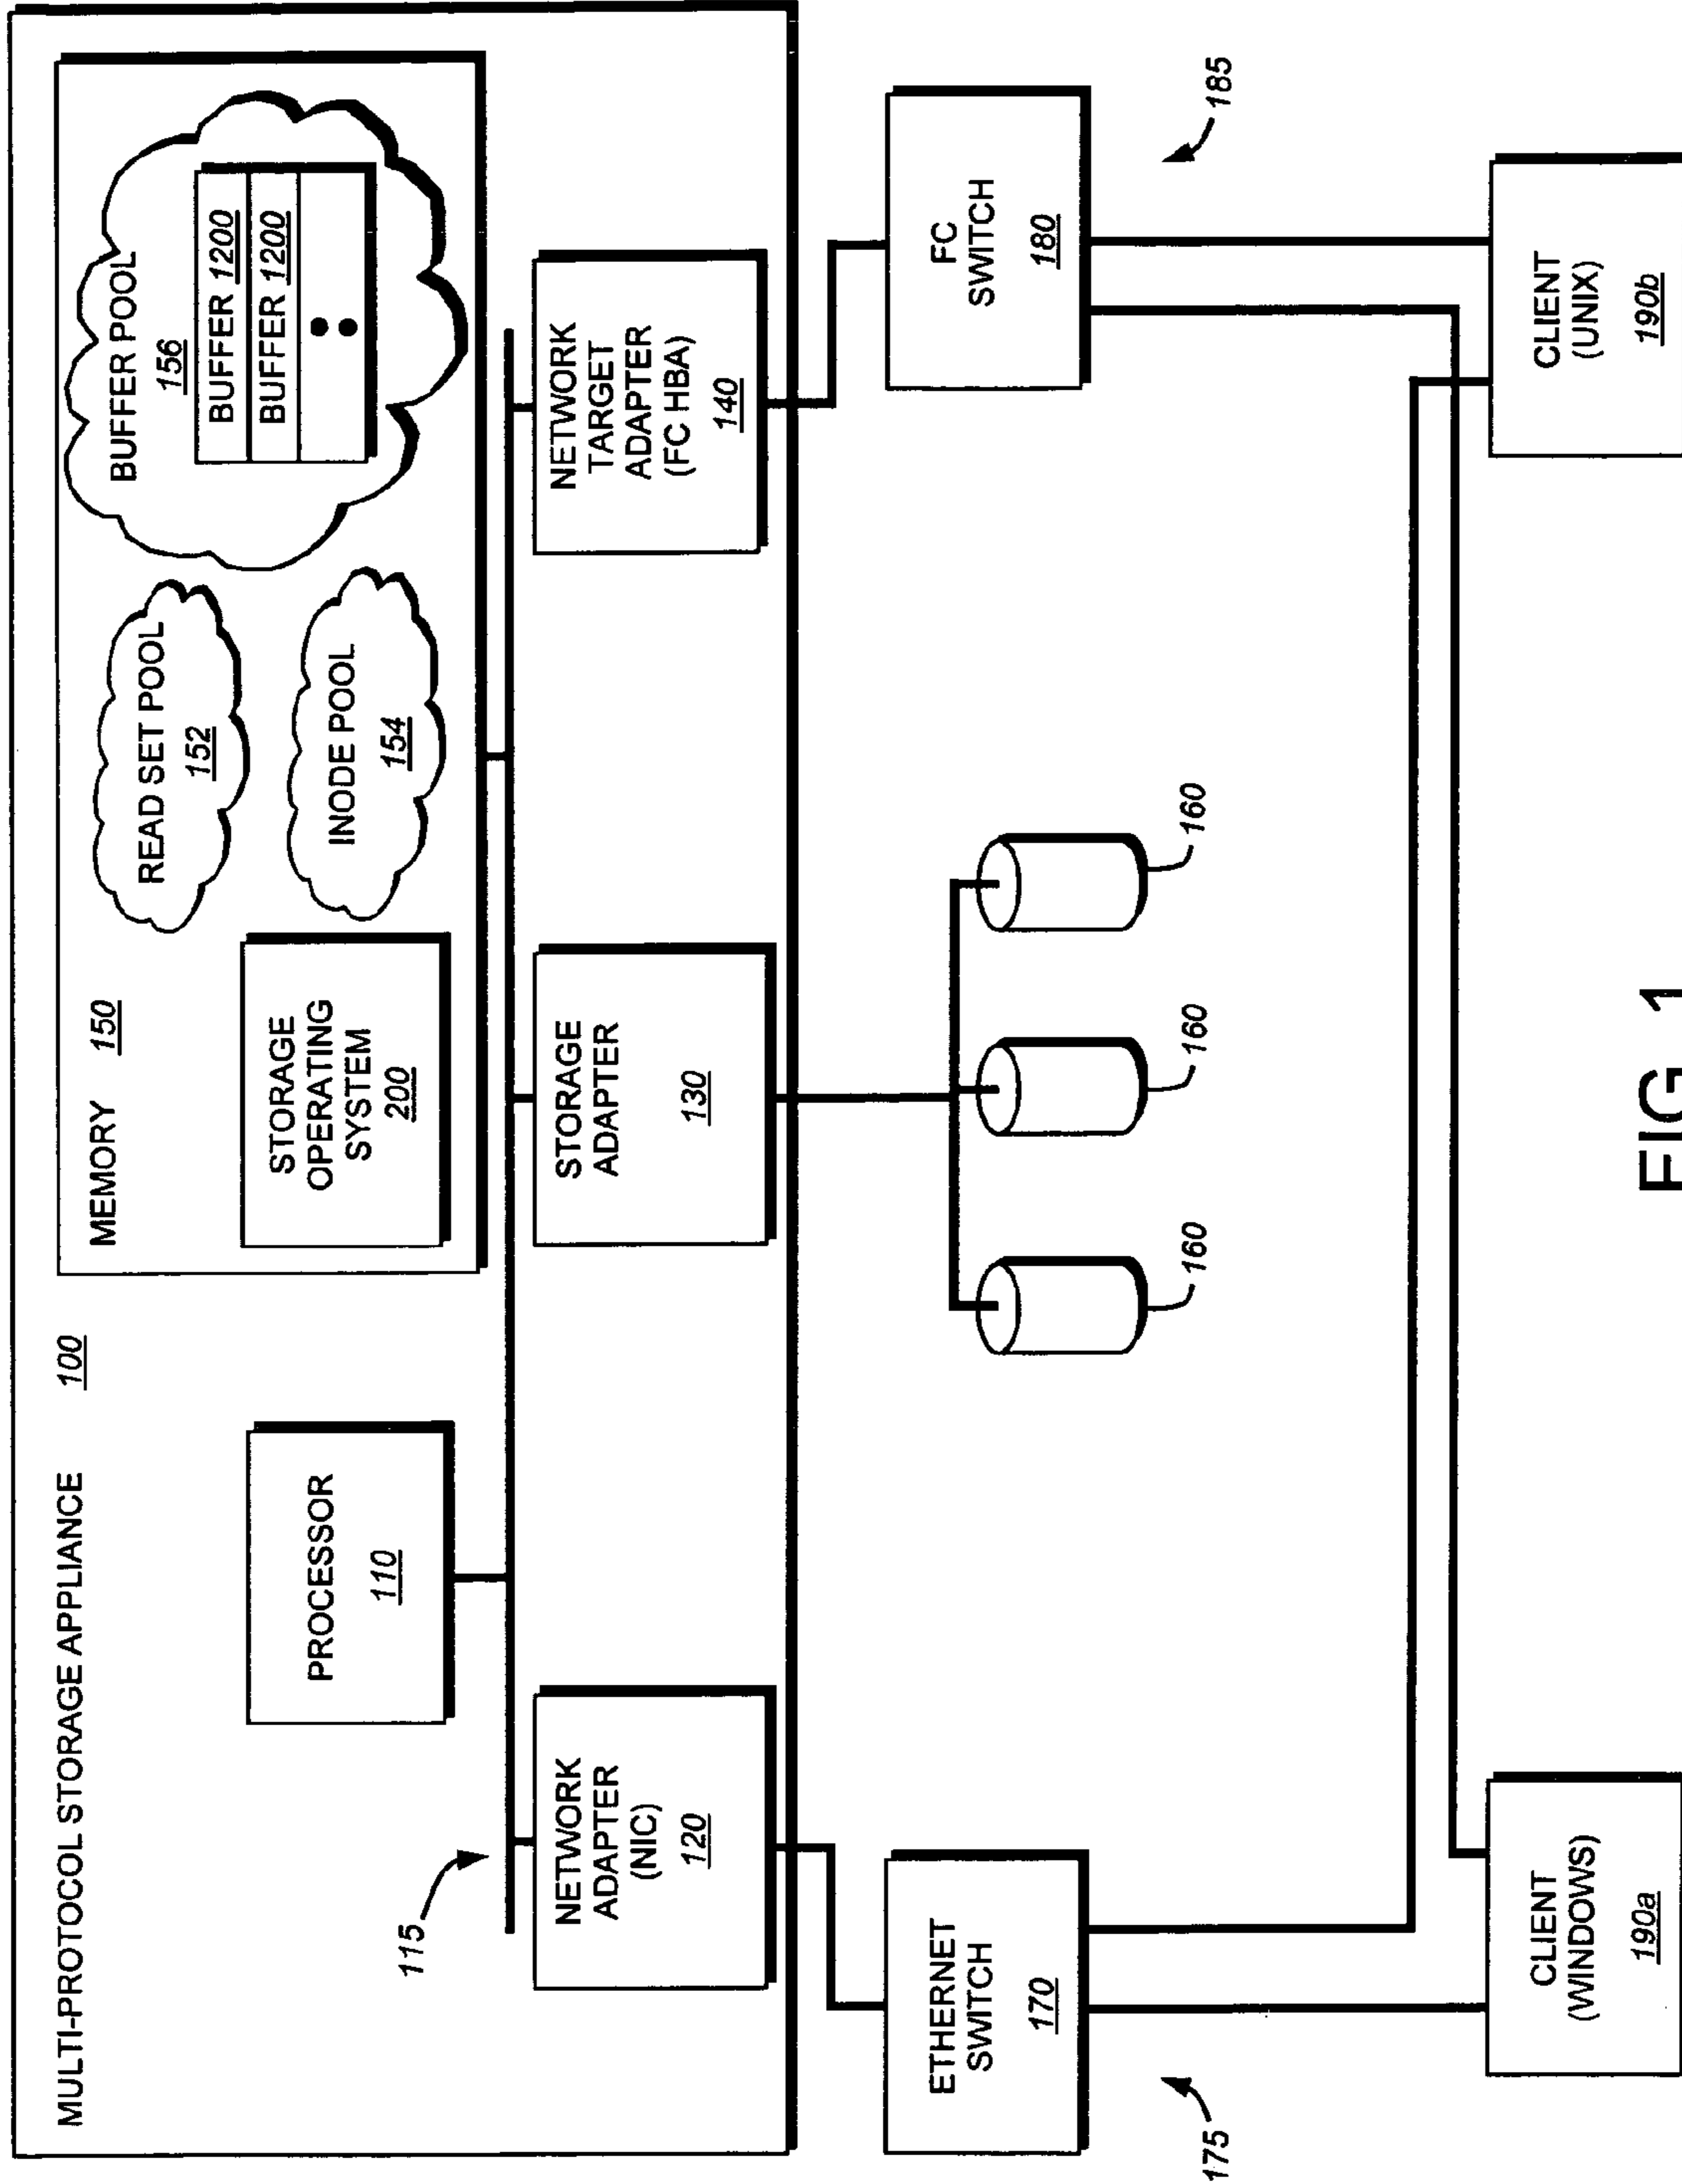 MULTI-PROTOCOL STORAGE APPLIANCE 100
MEMORY 150
READ SET POOL
152
INODE POOL
154
BUFFER POOL
156
BUFFER 1200
BUFFER 1200
STORAGE
OPERATING
SYSTEM
200
PROCESSOR
110
115
NETWORK
ADAPTER
(NIC)
120
STORAGE
ADAPTER
130
NETWORK
TARGET
ADAPTER
(FC HBA)
140
ETHERNET
SWITCH
170
175
160
160
160
FC
SWITCH
180
185
CLIENT
(WINDOWS)
190a
CLIENT
(UNIX)
190b
FIG. 1